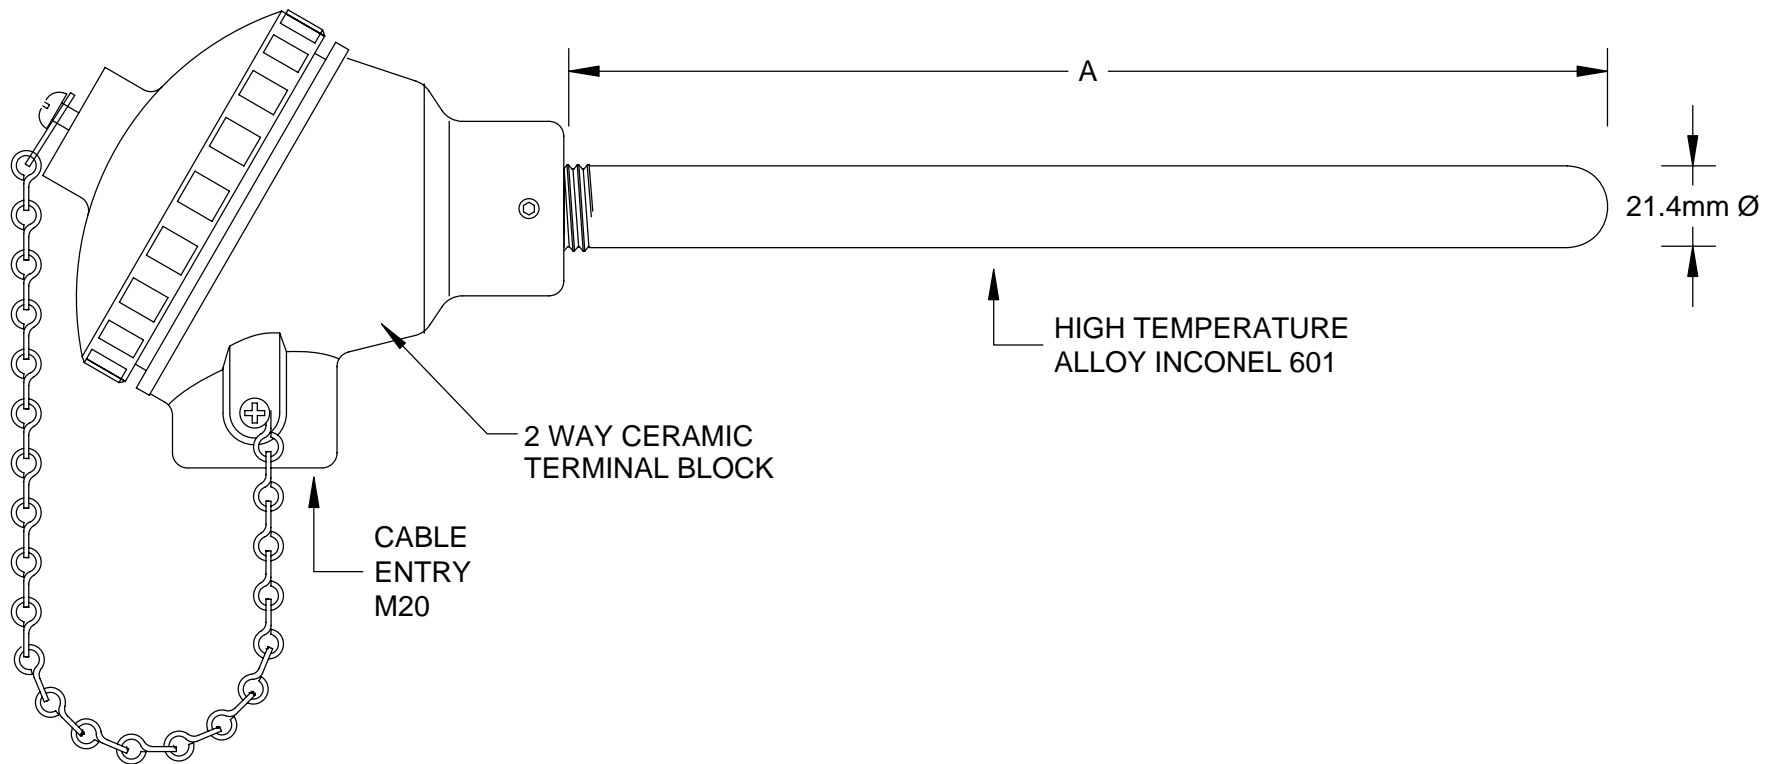 A
21.4mm Ø
HIGH TEMPERATURE
ALLOY INCONEL 601
2 WAY CERAMIC
TERMINAL BLOCK
CABLE
ENTRY
M20